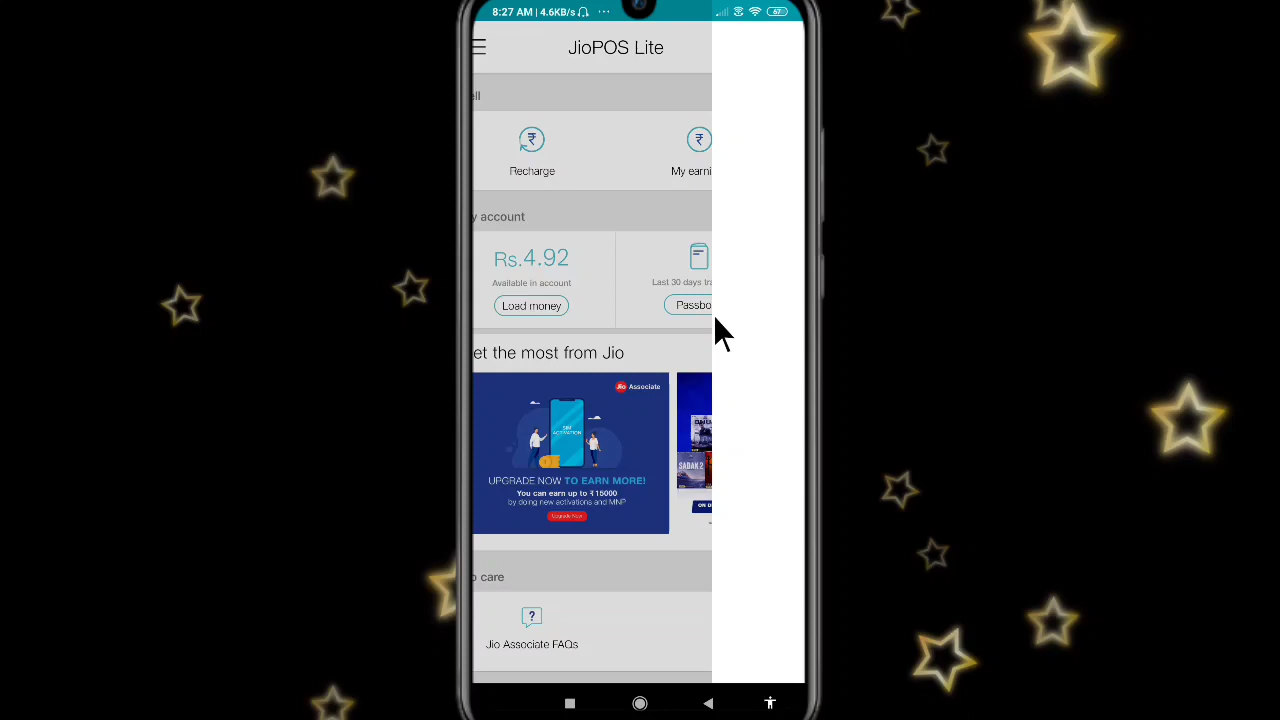 8:27 AM | 4.6KB/s ... 67
JioPOS Lite
ell
Recharge
My earni
y account
Rs.4.92
Available in account
Load money
Last 30 days tra
Passbo
et the most from Jio
Jio Associate
SIM ACTIVATION
UPGRADE NOW TO EARN MORE!
You can earn up to ₹15000
by doing new activations and MNP
Upgrade Now
SADAK 2
ON D
o care
?
Jio Associate FAQs